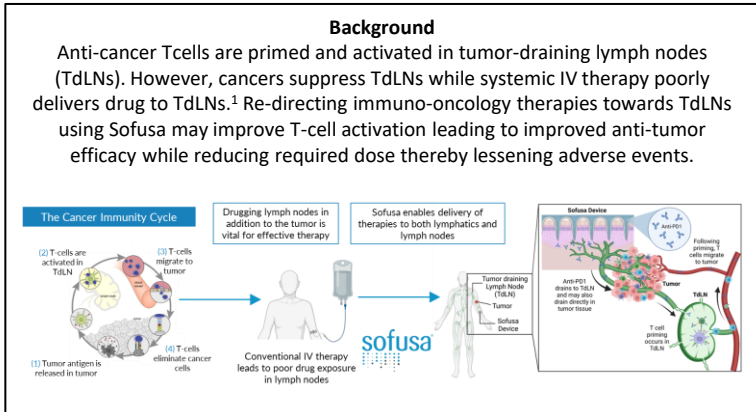 Background
Anti-cancer Tcells are primed and activated in tumor-draining lymph nodes
(TdLNs). However, cancers suppress TdLNs while systemic IV therapy poorly
delivers drug to TdLNs.¹ Re-directing immuno-oncology therapies towards TdLNs
using Sofusa may improve T-cell activation leading to improved anti-tumor
efficacy while reducing required dose thereby lessening adverse events.
The Cancer Immunity Cycle
(2) T-cells are
activated in
TdLN
(3) T-cells
migrate to
tumor
(4) T-cells
eliminate cancer
cells
(1) Tumor antigen is
released in tumor
Drugging lymph nodes in
addition to the tumor is
vital for effective therapy
Conventional IV therapy
leads to poor drug exposure
in lymph nodes
Sofusa enables delivery of
therapies to both lymphatics and
lymph nodes
sofusa
Tumor draining
Lymph Node
(TdLN)
Tumor
Sofusa
Device
Sofusa Device
Anti-PD1
Following
priming, T
cells migrate
to tumor
Tumor
Anti-PD1
drains to TdLN
and may also
drain directly in
tumor tissue
TdLN
T cell
priming
occurs in
TdLN